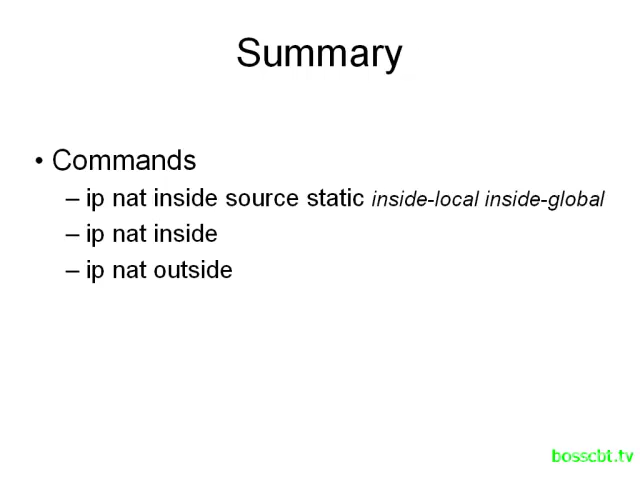 Summary
• Commands
– ip nat inside source static inside-local inside-global
– ip nat inside
– ip nat outside
bosscbt.tv